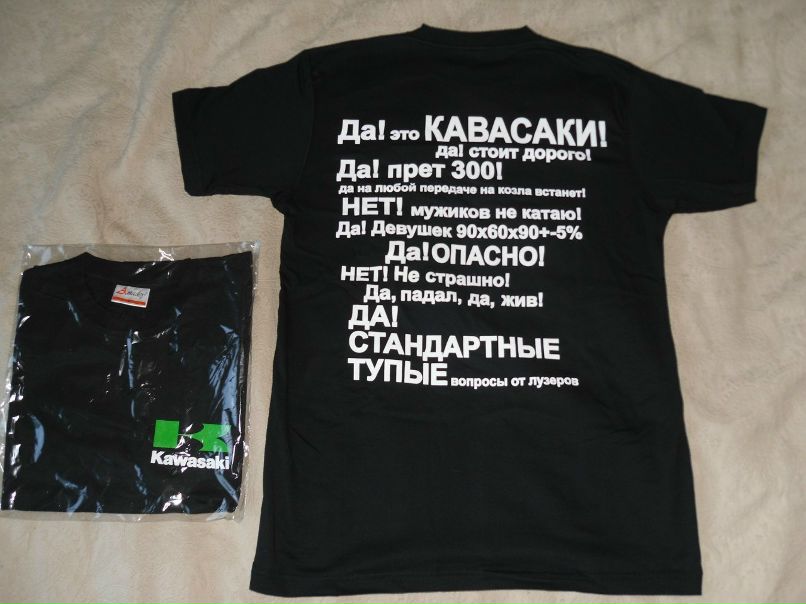 Да! это КАВАСАКИ!
да! стоит дорого!
Да! прет 300!
да на любой передаче на козла встанет!
НЕТ! мужиков не катаю!
Да! Девушек 90х60х90+-5%
Да! ОПАСНО!
НЕТ! Не страшно!
Да, падал, да, жив!
ДА!
СТАНДАРТНЫЕ
ТУПЫЕ вопросы от лузеров
Kawasaki